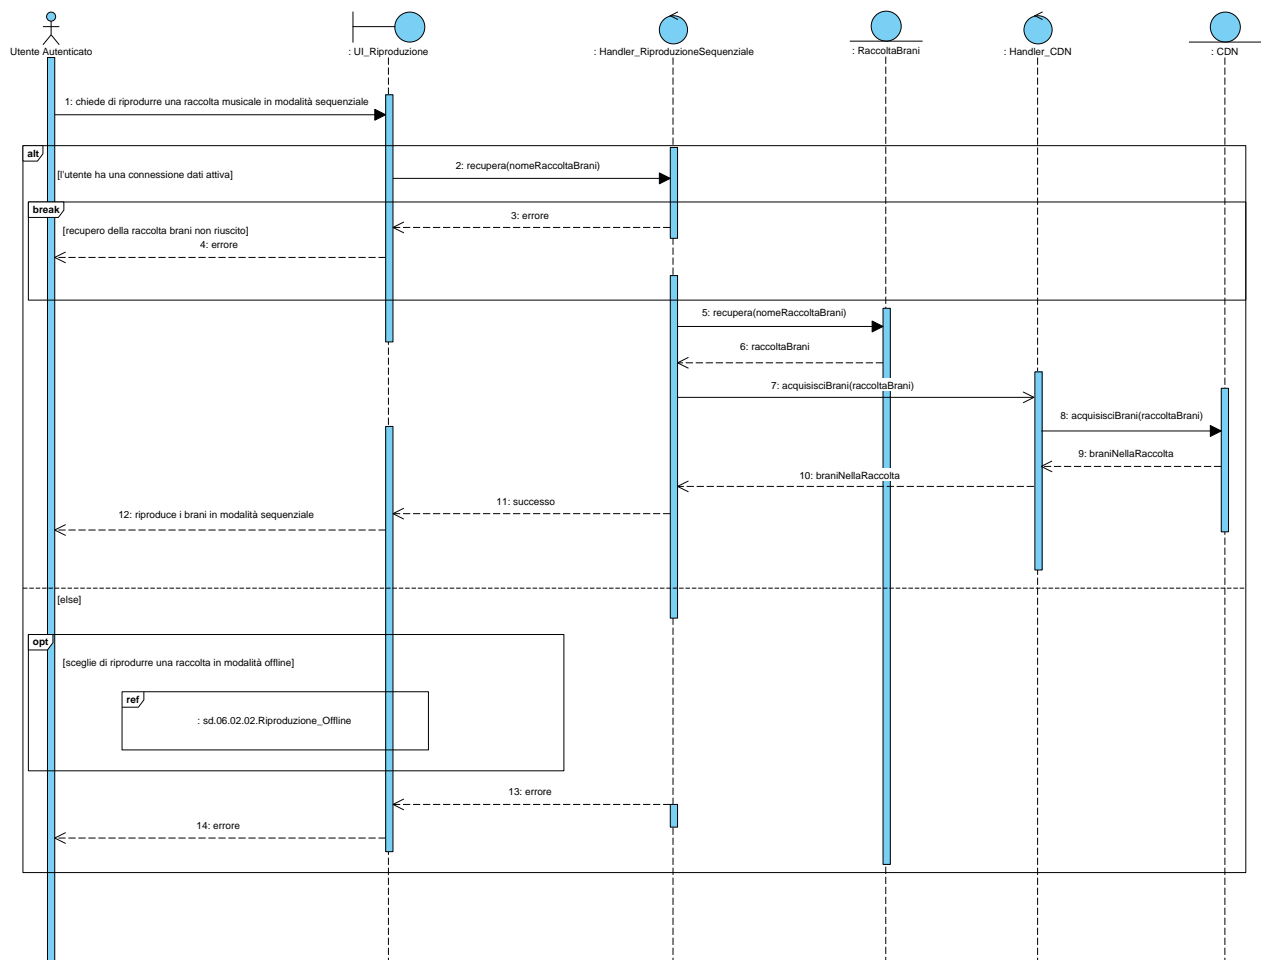 Utente Autenticato
: UI_Riproduzione
: Handler_RiproduzioneSequenziale
: RaccoltaBrani
: Handler_CDN
: CDN
1: chiede di riprodurre una raccolta musicale in modalità sequenziale
alt
[l'utente ha una connessione dati attiva]
2: recupera(nomeRaccoltaBrani)
break
3: errore
[recupero della raccolta brani non riuscito]
4: errore
5: recupera(nomeRaccoltaBrani)
6: raccoltaBrani
7: acquisisciBrani(raccoltaBrani)
8: acquisisciBrani(raccoltaBrani)
9: braniNellaRaccolta
10: braniNellaRaccolta
11: successo
12: riproduce i brani in modalità sequenziale
[else]
opt
[sceglie di riprodurre una raccolta in modalità offline]
ref
: sd.06.02.02.Riproduzione_Offline
13: errore
14: errore